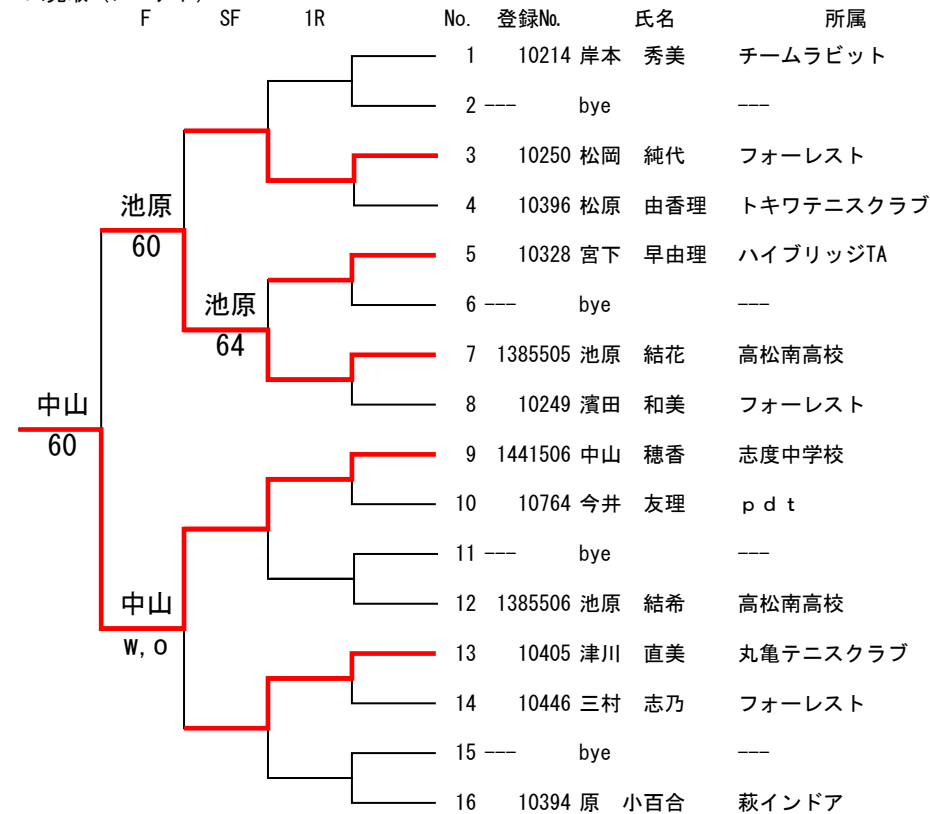 F SF 1R No. 登録No. 氏名 所属
1 10214 岸本 秀美 チームラビット
2 --- bye ---
3 10250 松岡 純代 フォーレスト
4 10396 松原 由香理 トキワテニスクラブ
池原
60
5 10328 宮下 早由理 ハイブリッジTA
6 --- bye ---
池原
64
7 1385505 池原 結花 高松南高校
8 10249 濱田 和美 フォーレスト
中山
60
9 1441506 中山 穂香 志度中学校
10 10764 今井 友理 pdt
11 --- bye ---
12 1385506 池原 結希 高松南高校
中山
W,O
13 10405 津川 直美 丸亀テニスクラブ
14 10446 三村 志乃 フォーレスト
15 --- bye ---
16 10394 原 小百合 萩インドア